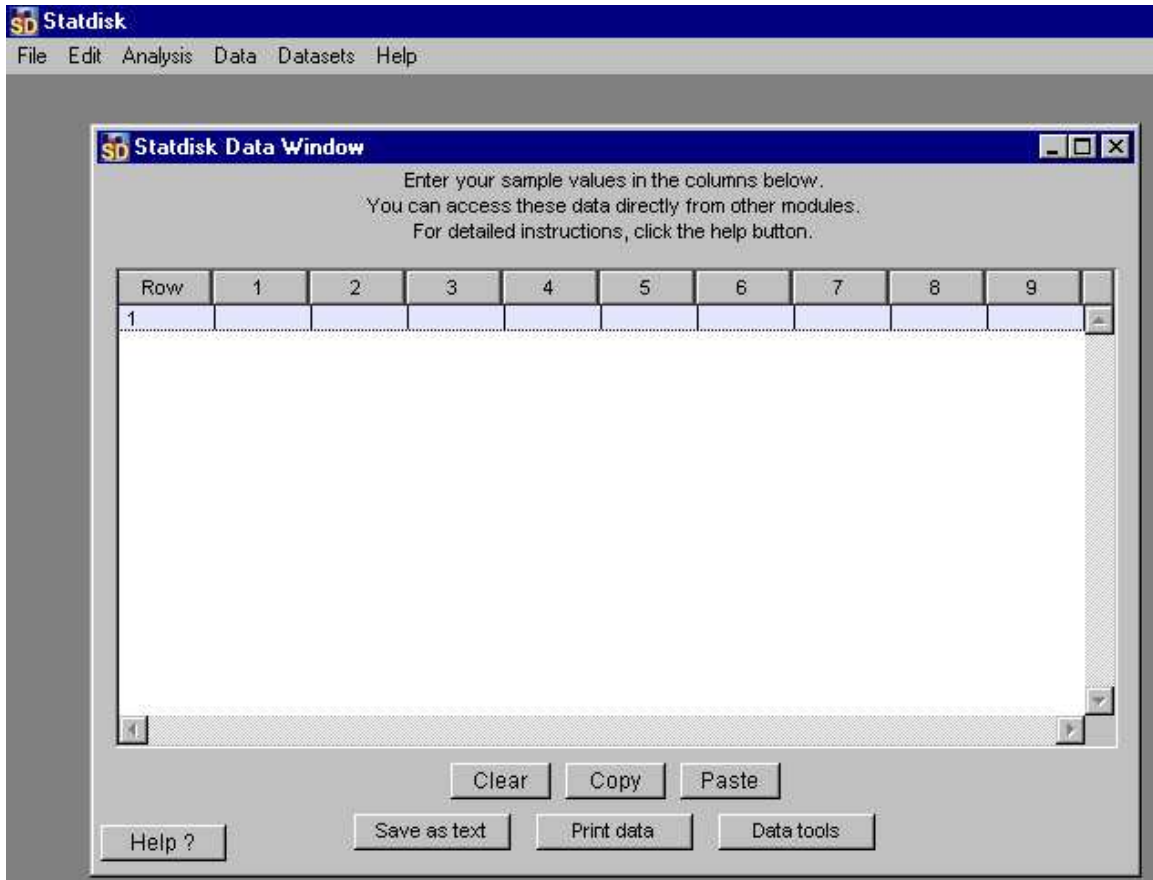 SD Statdisk
File Edit Analysis Data Datasets Help
SD Statdisk Data Window
Enter your sample values in the columns below.
You can access these data directly from other modules.
For detailed instructions, click the help button.
Row 1 2 3 4 5 6 7 8 9
1
Clear Copy Paste
Save as text Print data Data tools
Help ?